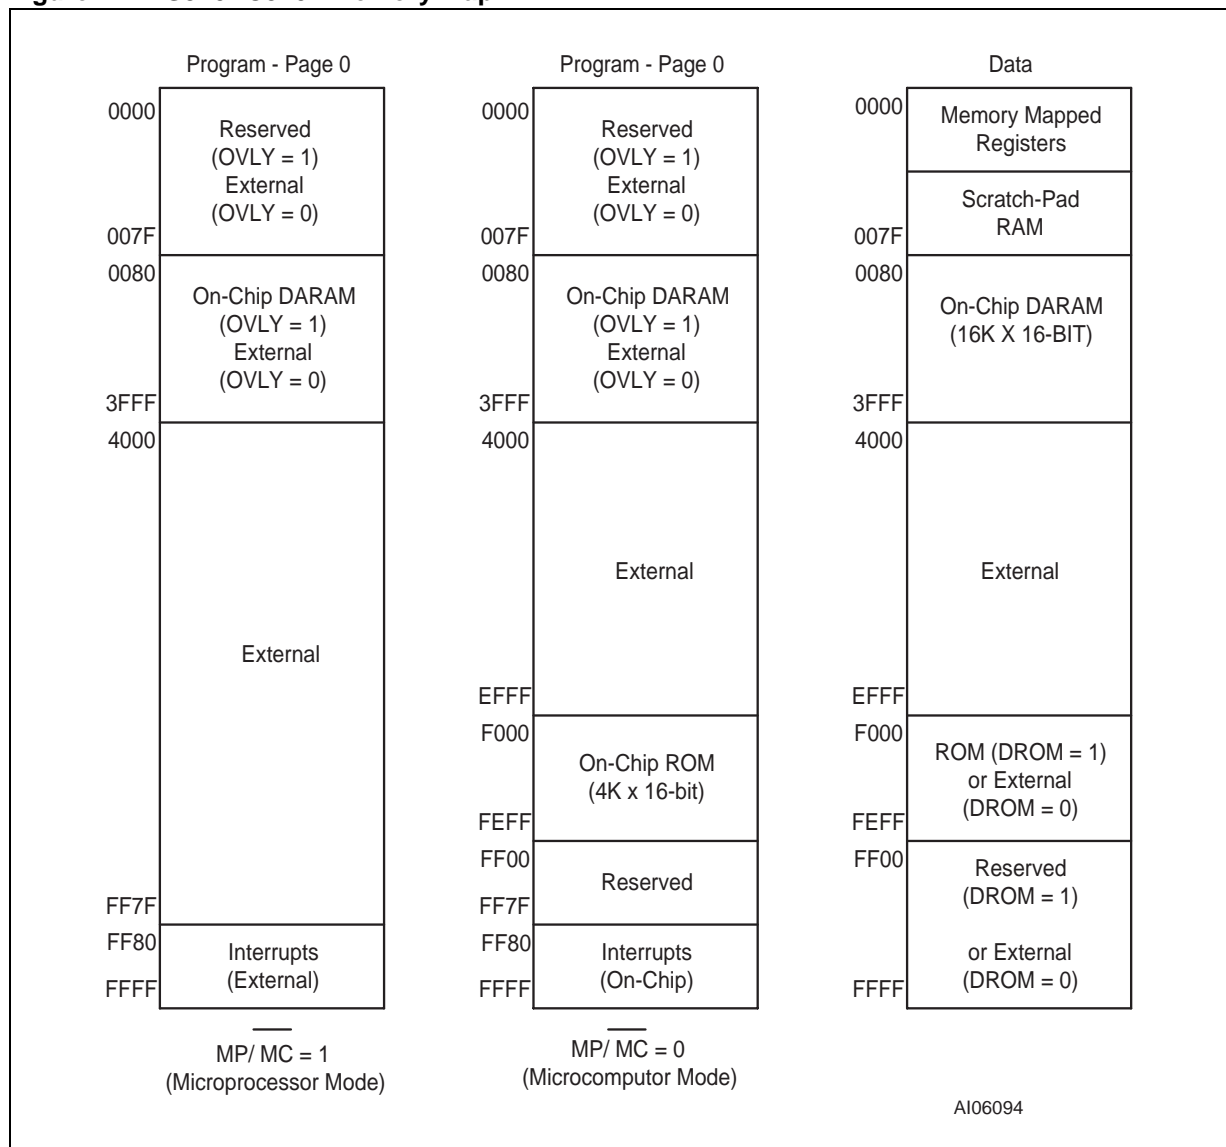 Program - Page 0
0000
Reserved
(OVLY = 1)
External
(OVLY = 0)
007F
0080
On-Chip DARAM
(OVLY = 1)
External
(OVLY = 0)
3FFF
4000
External
FF7F
FF80
Interrupts
(External)
FFFF
MP/ MC = 1
(Microprocessor Mode)
Program - Page 0
0000
Reserved
(OVLY = 1)
External
(OVLY = 0)
007F
0080
On-Chip DARAM
(OVLY = 1)
External
(OVLY = 0)
3FFF
4000
External
EFFF
F000
On-Chip ROM
(4K x 16-bit)
FEFF
FF00
Reserved
FF7F
FF80
Interrupts
(On-Chip)
FFFF
MP/ MC = 0
(Microcomputor Mode)
Data
0000
Memory Mapped
Registers
Scratch-Pad
RAM
007F
0080
On-Chip DARAM
(16K X 16-BIT)
3FFF
4000
External
EFFF
F000
ROM (DROM = 1)
or External
(DROM = 0)
FEFF
FF00
Reserved
(DROM = 1)
or External
(DROM = 0)
FFFF
AI06094